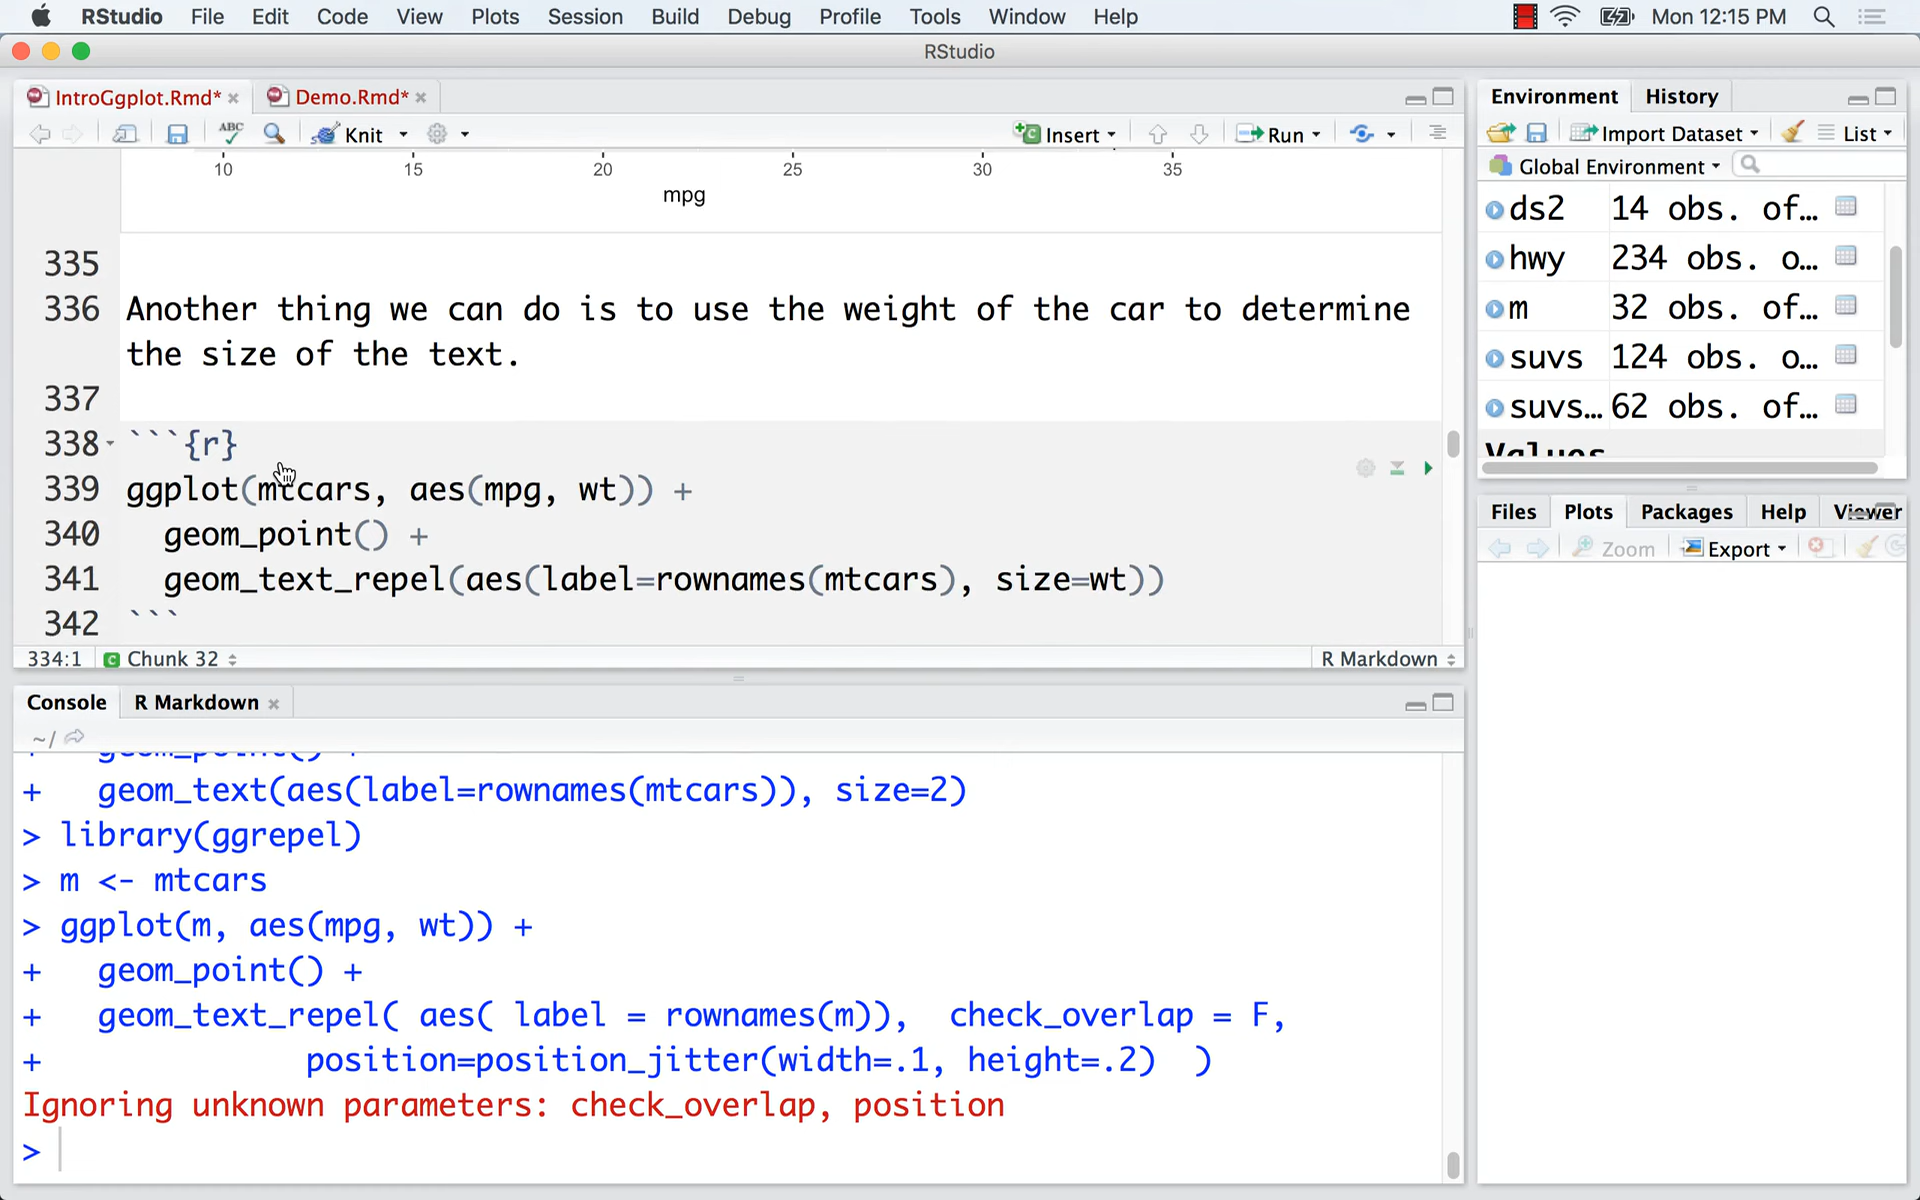 RStudio File Edit Code View Plots Session Build Debug Profile Tools Window Help Mon 12:15 PM
RStudio
IntroGgplot.Rmd* Demo.Rmd*
ABC Knit Insert Run
10 15 20 25 30 35
mpg
335
336 Another thing we can do is to use the weight of the car to determine
the size of the text.
337
338 ```{r}
339 ggplot(mtcars, aes(mpg, wt)) +
340 geom_point() +
341 geom_text_repel(aes(label=rownames(mtcars), size=wt))
342 ```
334:1 Chunk 32 R Markdown
Console R Markdown
~/
+ geom_point() +
+ geom_text(aes(label=rownames(mtcars)), size=2)
> library(ggrepel)
> m <- mtcars
> ggplot(m, aes(mpg, wt)) +
+ geom_point() +
+ geom_text_repel( aes( label = rownames(m)), check_overlap = F,
+ position=position_jitter(width=.1, height=.2) )
Ignoring unknown parameters: check_overlap, position
>
Environment History
Import Dataset List
Global Environment
ds2 14 obs. of…
hwy 234 obs. o…
m 32 obs. of…
suvs 124 obs. o…
suvs… 62 obs. of…
Values
Files Plots Packages Help Viewer
Zoom Export